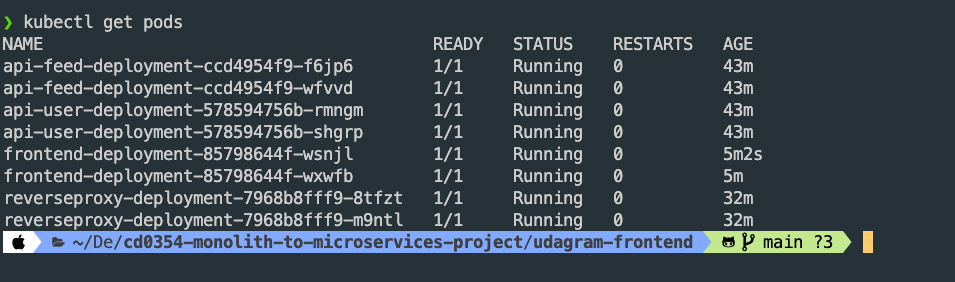 ❯ kubectl get pods
NAME READY STATUS RESTARTS AGE
api-feed-deployment-ccd4954f9-f6jp6 1/1 Running 0 43m
api-feed-deployment-ccd4954f9-wfvvd 1/1 Running 0 43m
api-user-deployment-578594756b-rmngm 1/1 Running 0 43m
api-user-deployment-578594756b-shgrp 1/1 Running 0 43m
frontend-deployment-85798644f-wsnjl 1/1 Running 0 5m2s
frontend-deployment-85798644f-wxwfb 1/1 Running 0 5m
reverseproxy-deployment-7968b8fff9-8tfzt 1/1 Running 0 32m
reverseproxy-deployment-7968b8fff9-m9ntl 1/1 Running 0 32m
~/De/cd0354-monolith-to-microservices-project/udagram-frontend main ?3